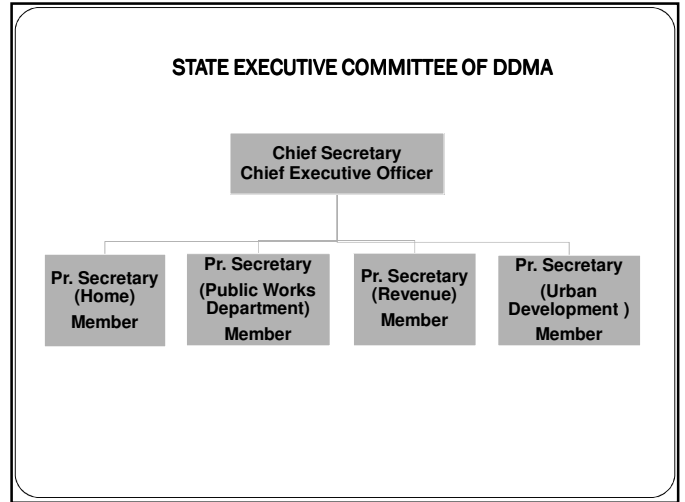 STATE EXECUTIVE COMMITTEE OF DDMA
Chief Secretary
Chief Executive Officer
Pr. Secretary
(Home)
Member
Pr. Secretary
(Public Works
Department)
Member
Pr. Secretary
(Revenue)
Member
Pr. Secretary
(Urban
Development )
Member